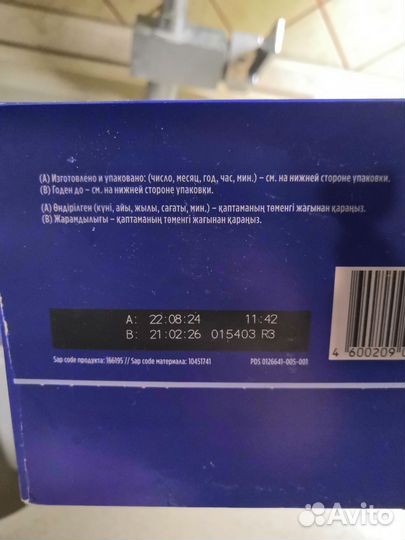 (А) Изготовлено и упаковано: (число, месяц, год, час, мин.) – см. на нижней стороне упаковки.
(В) Годен до – см. на нижней стороне упаковки.
(А) Өндірілген (күні, айы, жылы, сағаты, мин.) – қаптаманың төменгі жағынан қараңыз.
(В) Жарамдылығы – қаптаманың төменгі жағынан қараңыз.
A: 22:08:24 11:42
B: 21:02:26 015403 R3
Sap code продукта: 166195 // Sap code материала: 10451741 PDS 0126641-005-001
4 600209
Avito